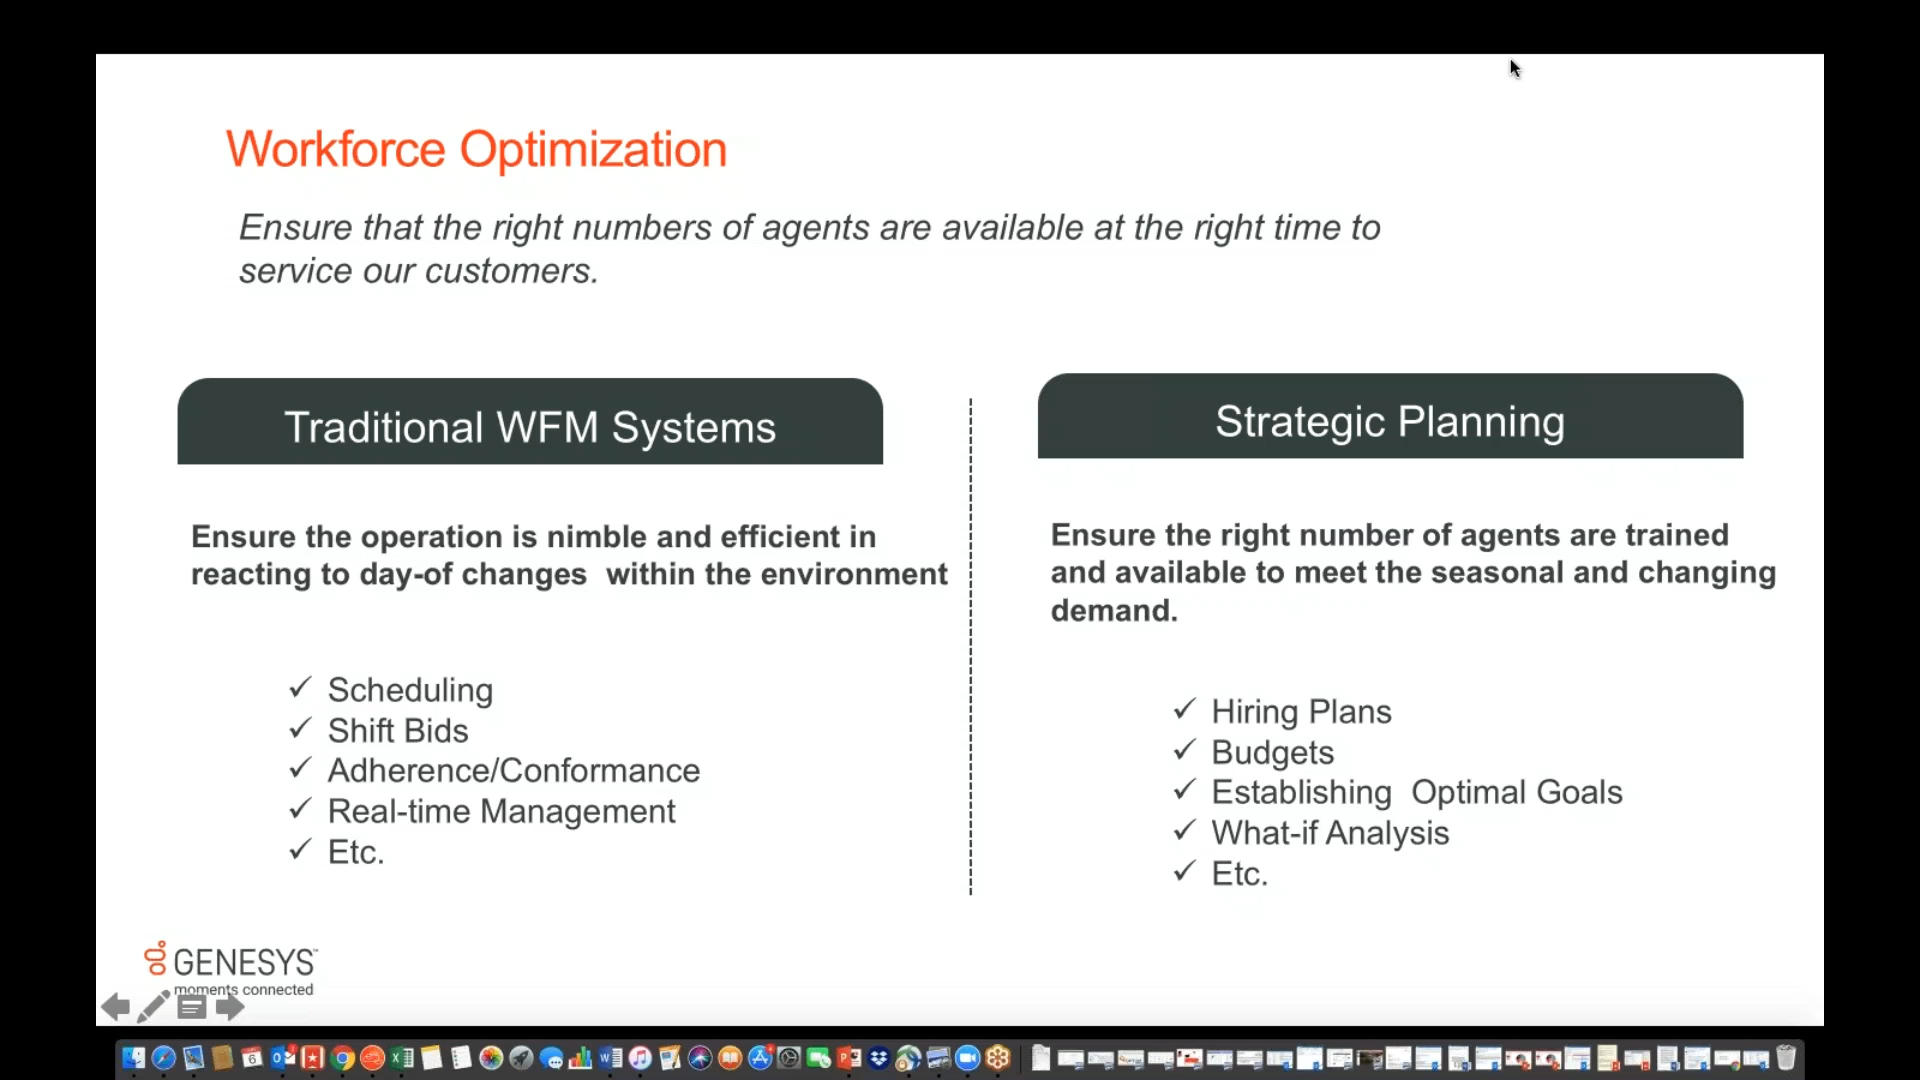 Workforce Optimization
Ensure that the right numbers of agents are available at the right time to
service our customers.
Traditional WFM Systems
Ensure the operation is nimble and efficient in
reacting to day-of changes  within the environment
✓ Scheduling
✓ Shift Bids
✓ Adherence/Conformance
✓ Real-time Management
✓ Etc.
Strategic Planning
Ensure the right number of agents are trained
and available to meet the seasonal and changing
demand.
✓ Hiring Plans
✓ Budgets
✓ Establishing  Optimal Goals
✓ What-if Analysis
✓ Etc.
GENESYS™
moments connected
6